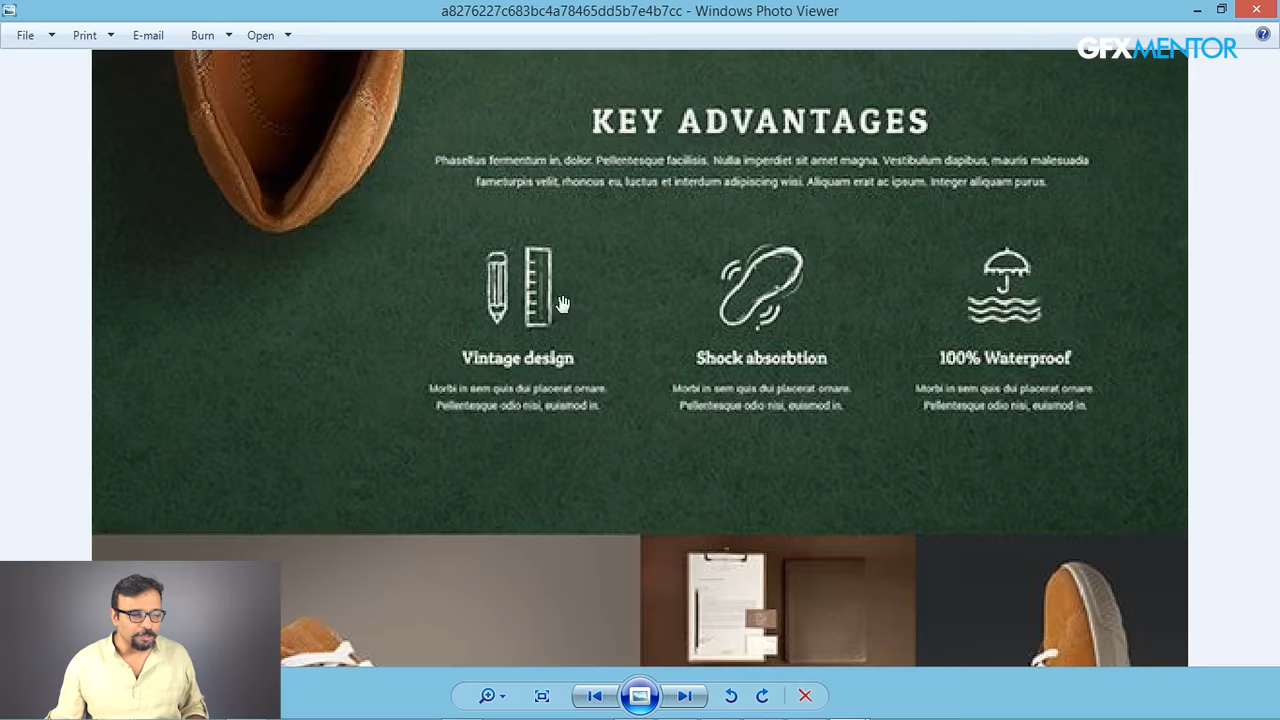 a8276227c683bc4a78465dd5b7e4b7cc - Windows Photo Viewer
File Print E-mail Burn Open
GFXMENTOR
KEY ADVANTAGES
Phasellus fermentum in, dolor. Pellentesque facilisis. Nulla imperdiet sit amet magna. Vestibulum dapibus, mauris malesuada
fameturpis velit, rhoncus eu, luctus et interdum adipiscing wisi. Aliquam erat ac ipsum. Integer aliquam purus.
Vintage design
Morbi in sem quis dui placerat ornare.
Pellentesque odio nisi, euismod in.
Shock absorbtion
Morbi in sem quis dui placerat ornare.
Pellentesque odio nisi, euismod in.
100% Waterproof
Morbi in sem quis dui placerat ornare.
Pellentesque odio nisi, euismod in.